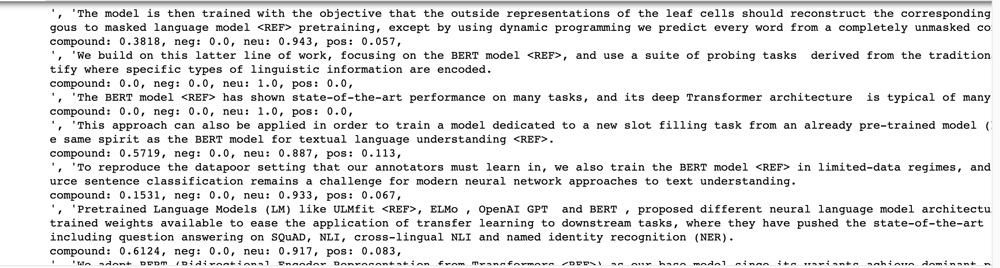 ', 'The model is then trained with the objective that the outside representations of the leaf cells should reconstruct the corresponding
gous to masked language model <REF> pretraining, except by using dynamic programming we predict every word from a completely unmasked
compound: 0.3818, neg: 0.0, neu: 0.943, pos: 0.057,
', 'We build on this latter line of work, focusing on the BERT model <REF>, and use a suite of probing tasks  derived from the
tify where specific types of linguistic information are encoded.
compound: 0.0, neg: 0.0, neu: 1.0, pos: 0.0,
', 'The BERT model <REF> has shown state-of-the-art performance on many tasks, and its deep Transformer architecture  is typical of many
compound: 0.0, neg: 0.0, neu: 1.0, pos: 0.0,
', 'This approach can also be applied in order to train a model dedicated to a new slot filling task from an already pre-trained model (
e same spirit as the BERT model for textual language understanding <REF>.
compound: 0.5719, neg: 0.0, neu: 0.887, pos: 0.113,
', 'To reproduce the datapoor setting that our annotators must learn in, we also train the BERT model <REF> in limited-data regimes, and
urce sentence classification remains a challenge for modern neural network approaches to text understanding.
compound: 0.1531, neg: 0.0, neu: 0.933, pos: 0.067,
', 'Pretrained Language Models (LM) like ULMfit <REF>, ELMo , OpenAI GPT  and BERT , proposed different neural language model
trained weights available to ease the application of transfer learning to downstream tasks, where they have pushed the state-of-the-art
including question answering on SQuAD, NLI, cross-lingual NLI and named identity recognition (NER).
compound: 0.6124, neg: 0.0, neu: 0.917, pos: 0.083,
', 'We adopt BERT (Bidirectional Encoder Representation from Transformers <REF>) as our base model since its variants achieve dominant